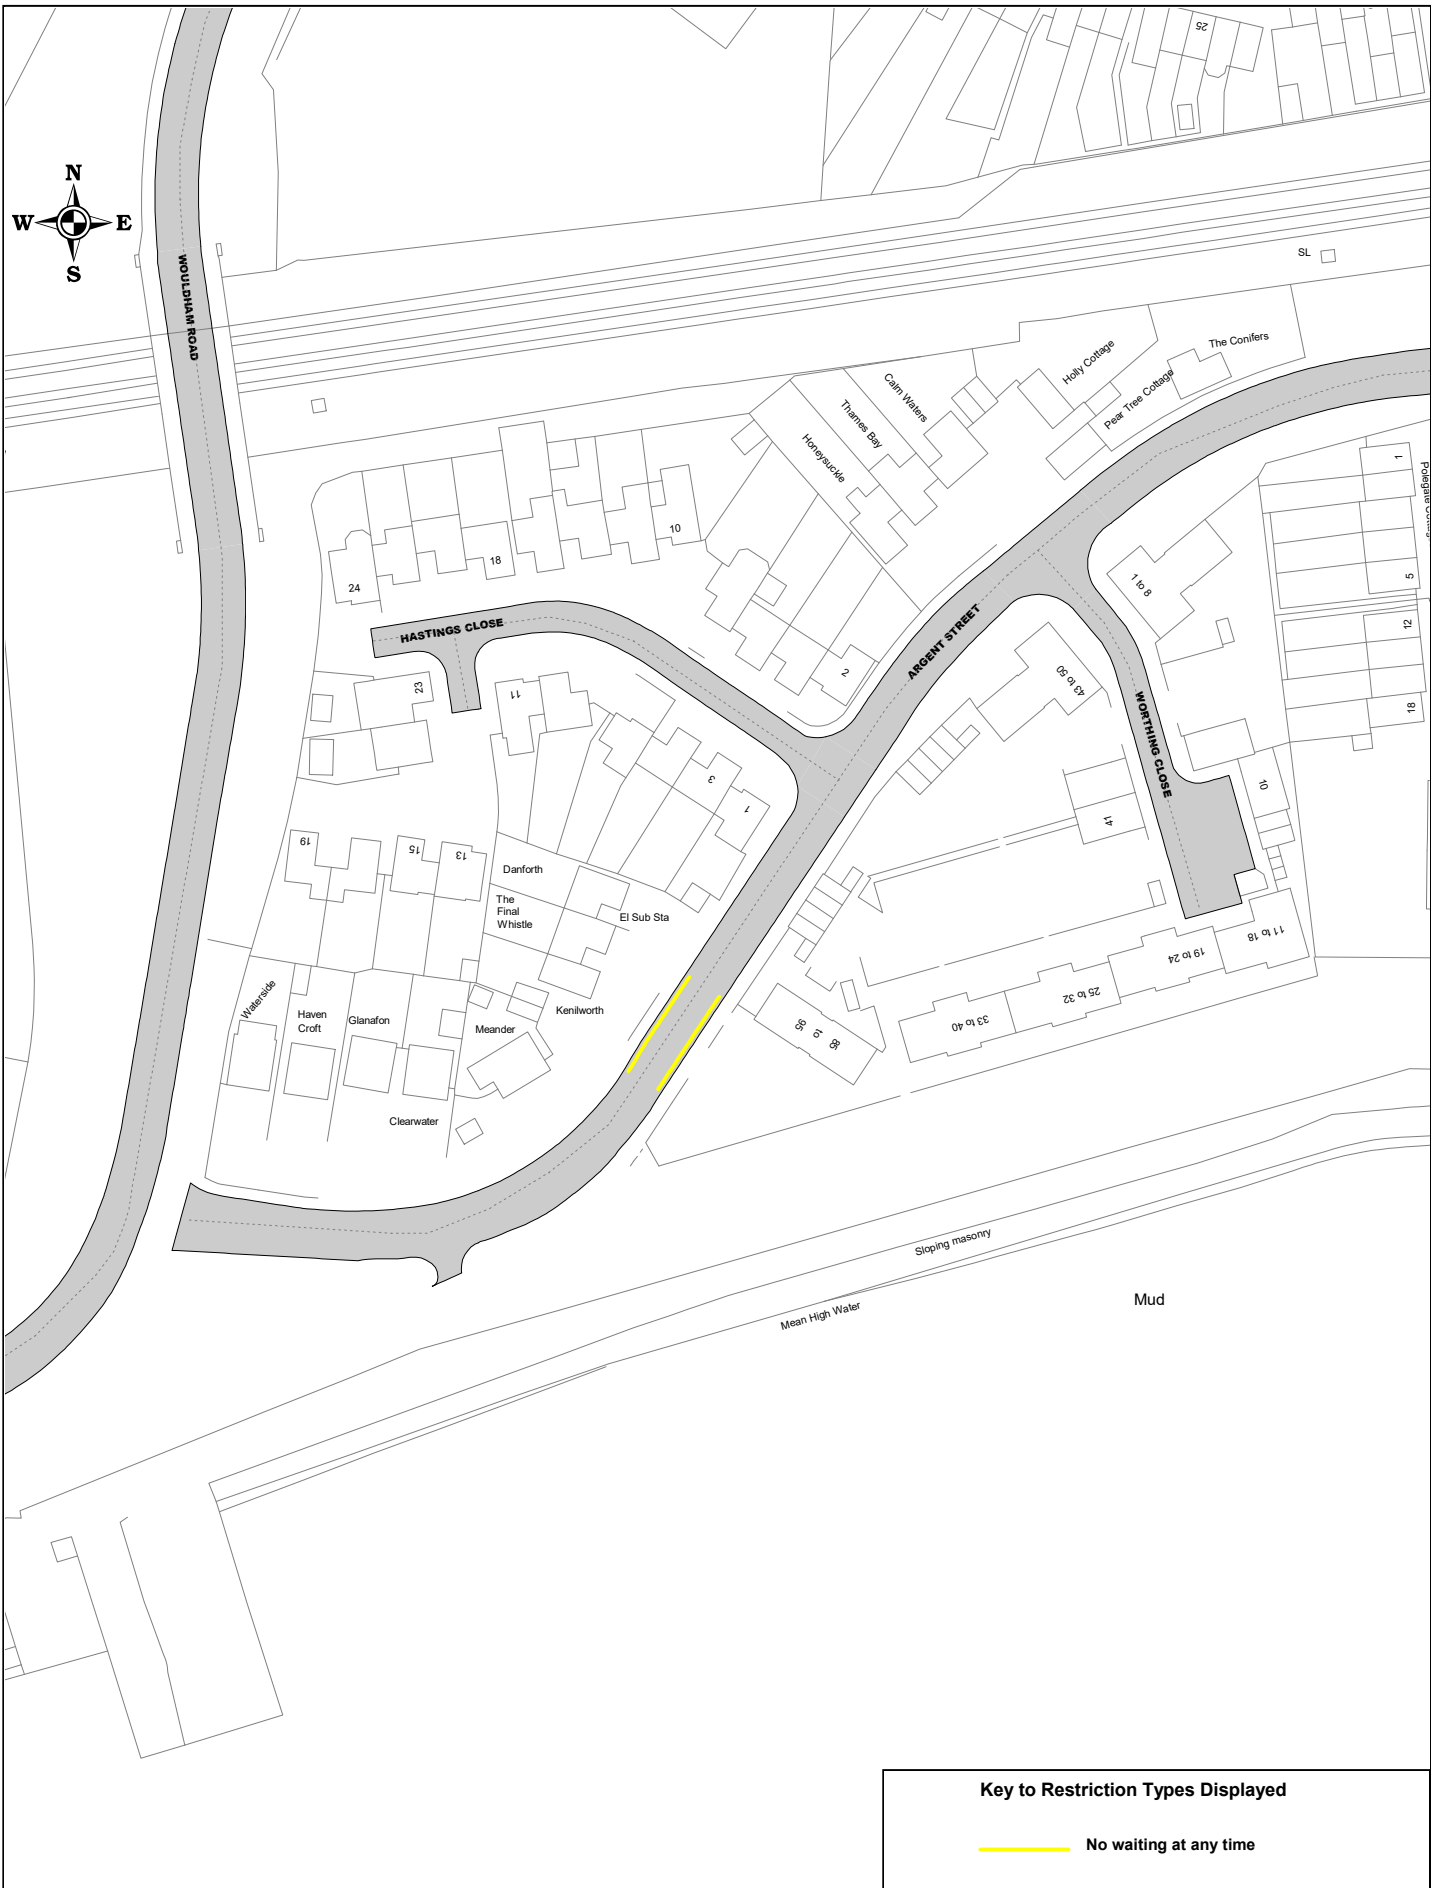 25
N
W E
S
WOULDHAM ROAD
SL
The Conifers
Holly Cottage
Pear Tree Cottage
Calm Waters
Thames Bay
Honeysuckle
1
5
12
18
10
18
24
1 to 8
HASTINGS CLOSE
ARGENT STREET
2
43 to 50
WORTHING CLOSE
23
11
3
1
10
41
19
15
13
Danforth
The
Final
Whistle
El Sub Sta
11 to 18
19 to 24
25 to 32
33 to 40
Waterside
Haven
Croft
Glanafon
Meander
Kenilworth
Clearwater
Sloping masonry
Mean High Water
Mud
Key to Restriction Types Displayed
No waiting at any time